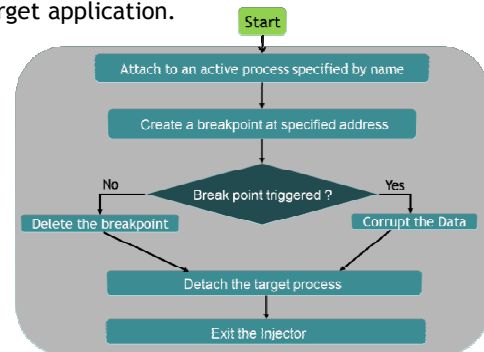 rget application.
Start
Attach to an active process specified by name
Create a breakpoint at specified address
Break point triggered ?
No
Yes
Delete the breakpoint
Corrupt the Data
Detach the target process
Exit the Injector